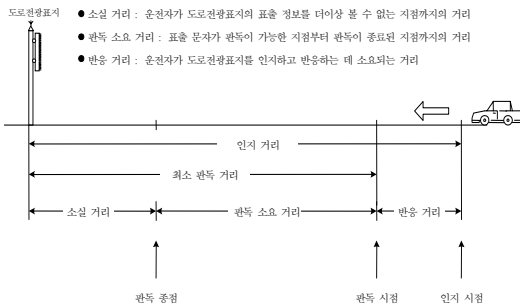 도로전광표지
● 소실 거리 : 운전자가 도로전광표지의 표출 정보를 더이상 볼 수 없는 지점까지의 거리
● 판독 소요 거리 : 표출 문자가 판독이 가능한 지점부터 판독이 종료된 지점까지의 거리
● 반응 거리 : 운전자가 도로전광표지를 인지하고 반응하는 데 소요되는 거리
인지 거리
최소 판독 거리
소실 거리 판독 소요 거리 반응 거리
판독 종점 판독 시점 인지 시점